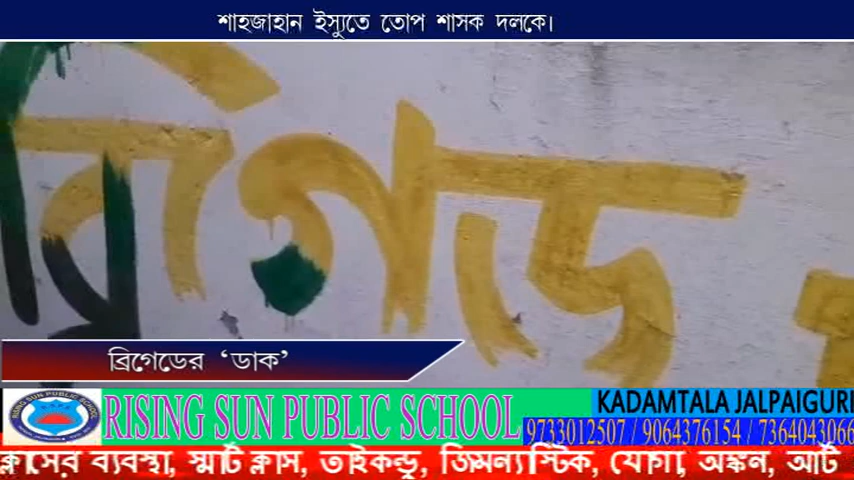 শাহজাহান ইস্যুতে তোপ শাসক দলকে।
ব্রিগেডে
ব্রিগেডের ‘ডাক’
RISING SUN PUBLIC SCHOOL
KADAMTALA JALPAIGURI
9733012507 / 9064376154 / 7364043066
ক্লাসের ব্যবস্থা, স্মার্ট ক্লাস, তাইকন্ডু, জিমন্যাস্টিক, যোগা, অঙ্কন, আর্ট